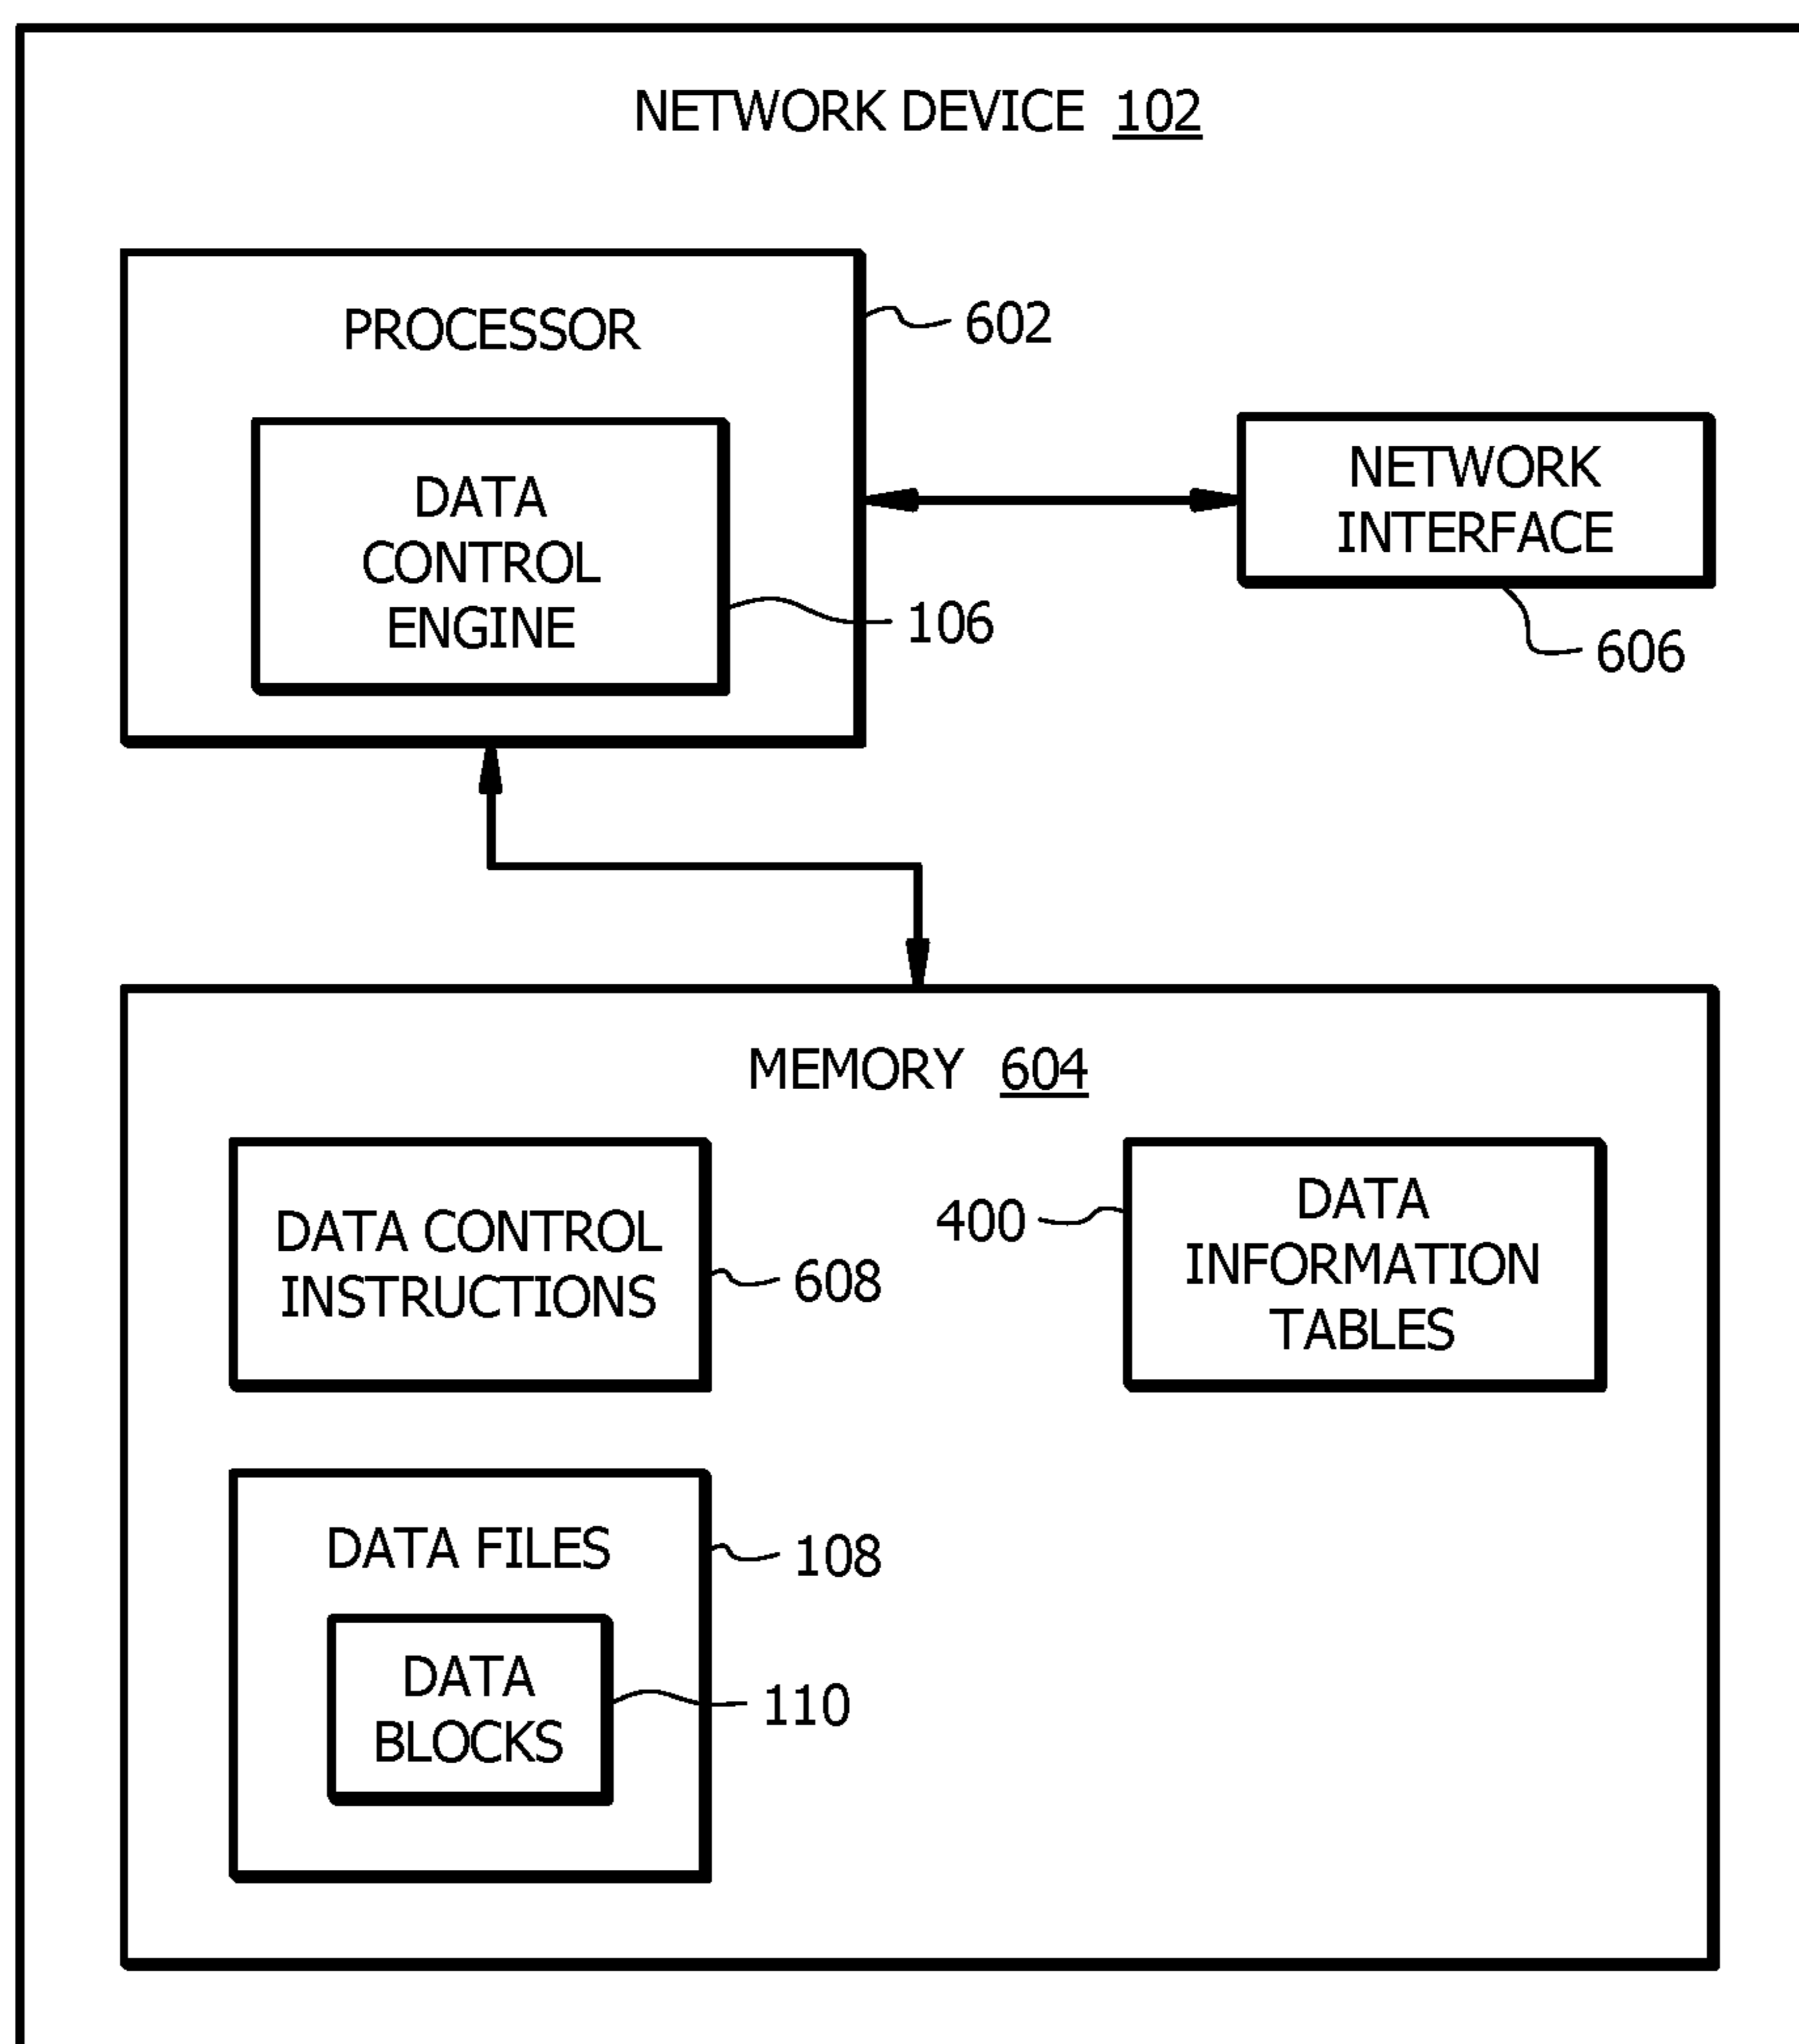 NETWORK DEVICE 102
PROCESSOR
602
DATA
CONTROL
ENGINE
106
NETWORK
INTERFACE
606
MEMORY 604
DATA CONTROL
INSTRUCTIONS
608
400
DATA
INFORMATION
TABLES
DATA FILES
108
DATA
BLOCKS
110